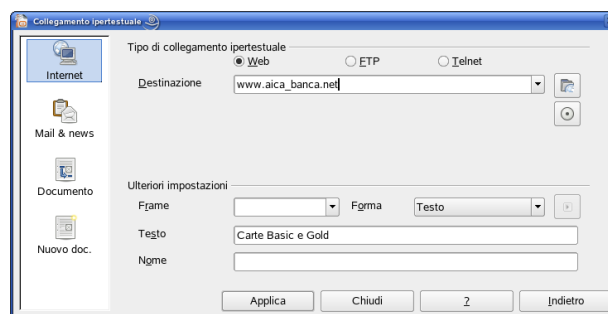 Collegamento ipertestuale
Internet
Mail & news
Documento
Nuovo doc.
Tipo di collegamento ipertestuale
Web FTP Telnet
Destinazione www.aica_banca.net
Ulteriori impostazioni
Frame Forma Testo
Testo Carte Basic e Gold
Nome
Applica Chiudi ? Indietro